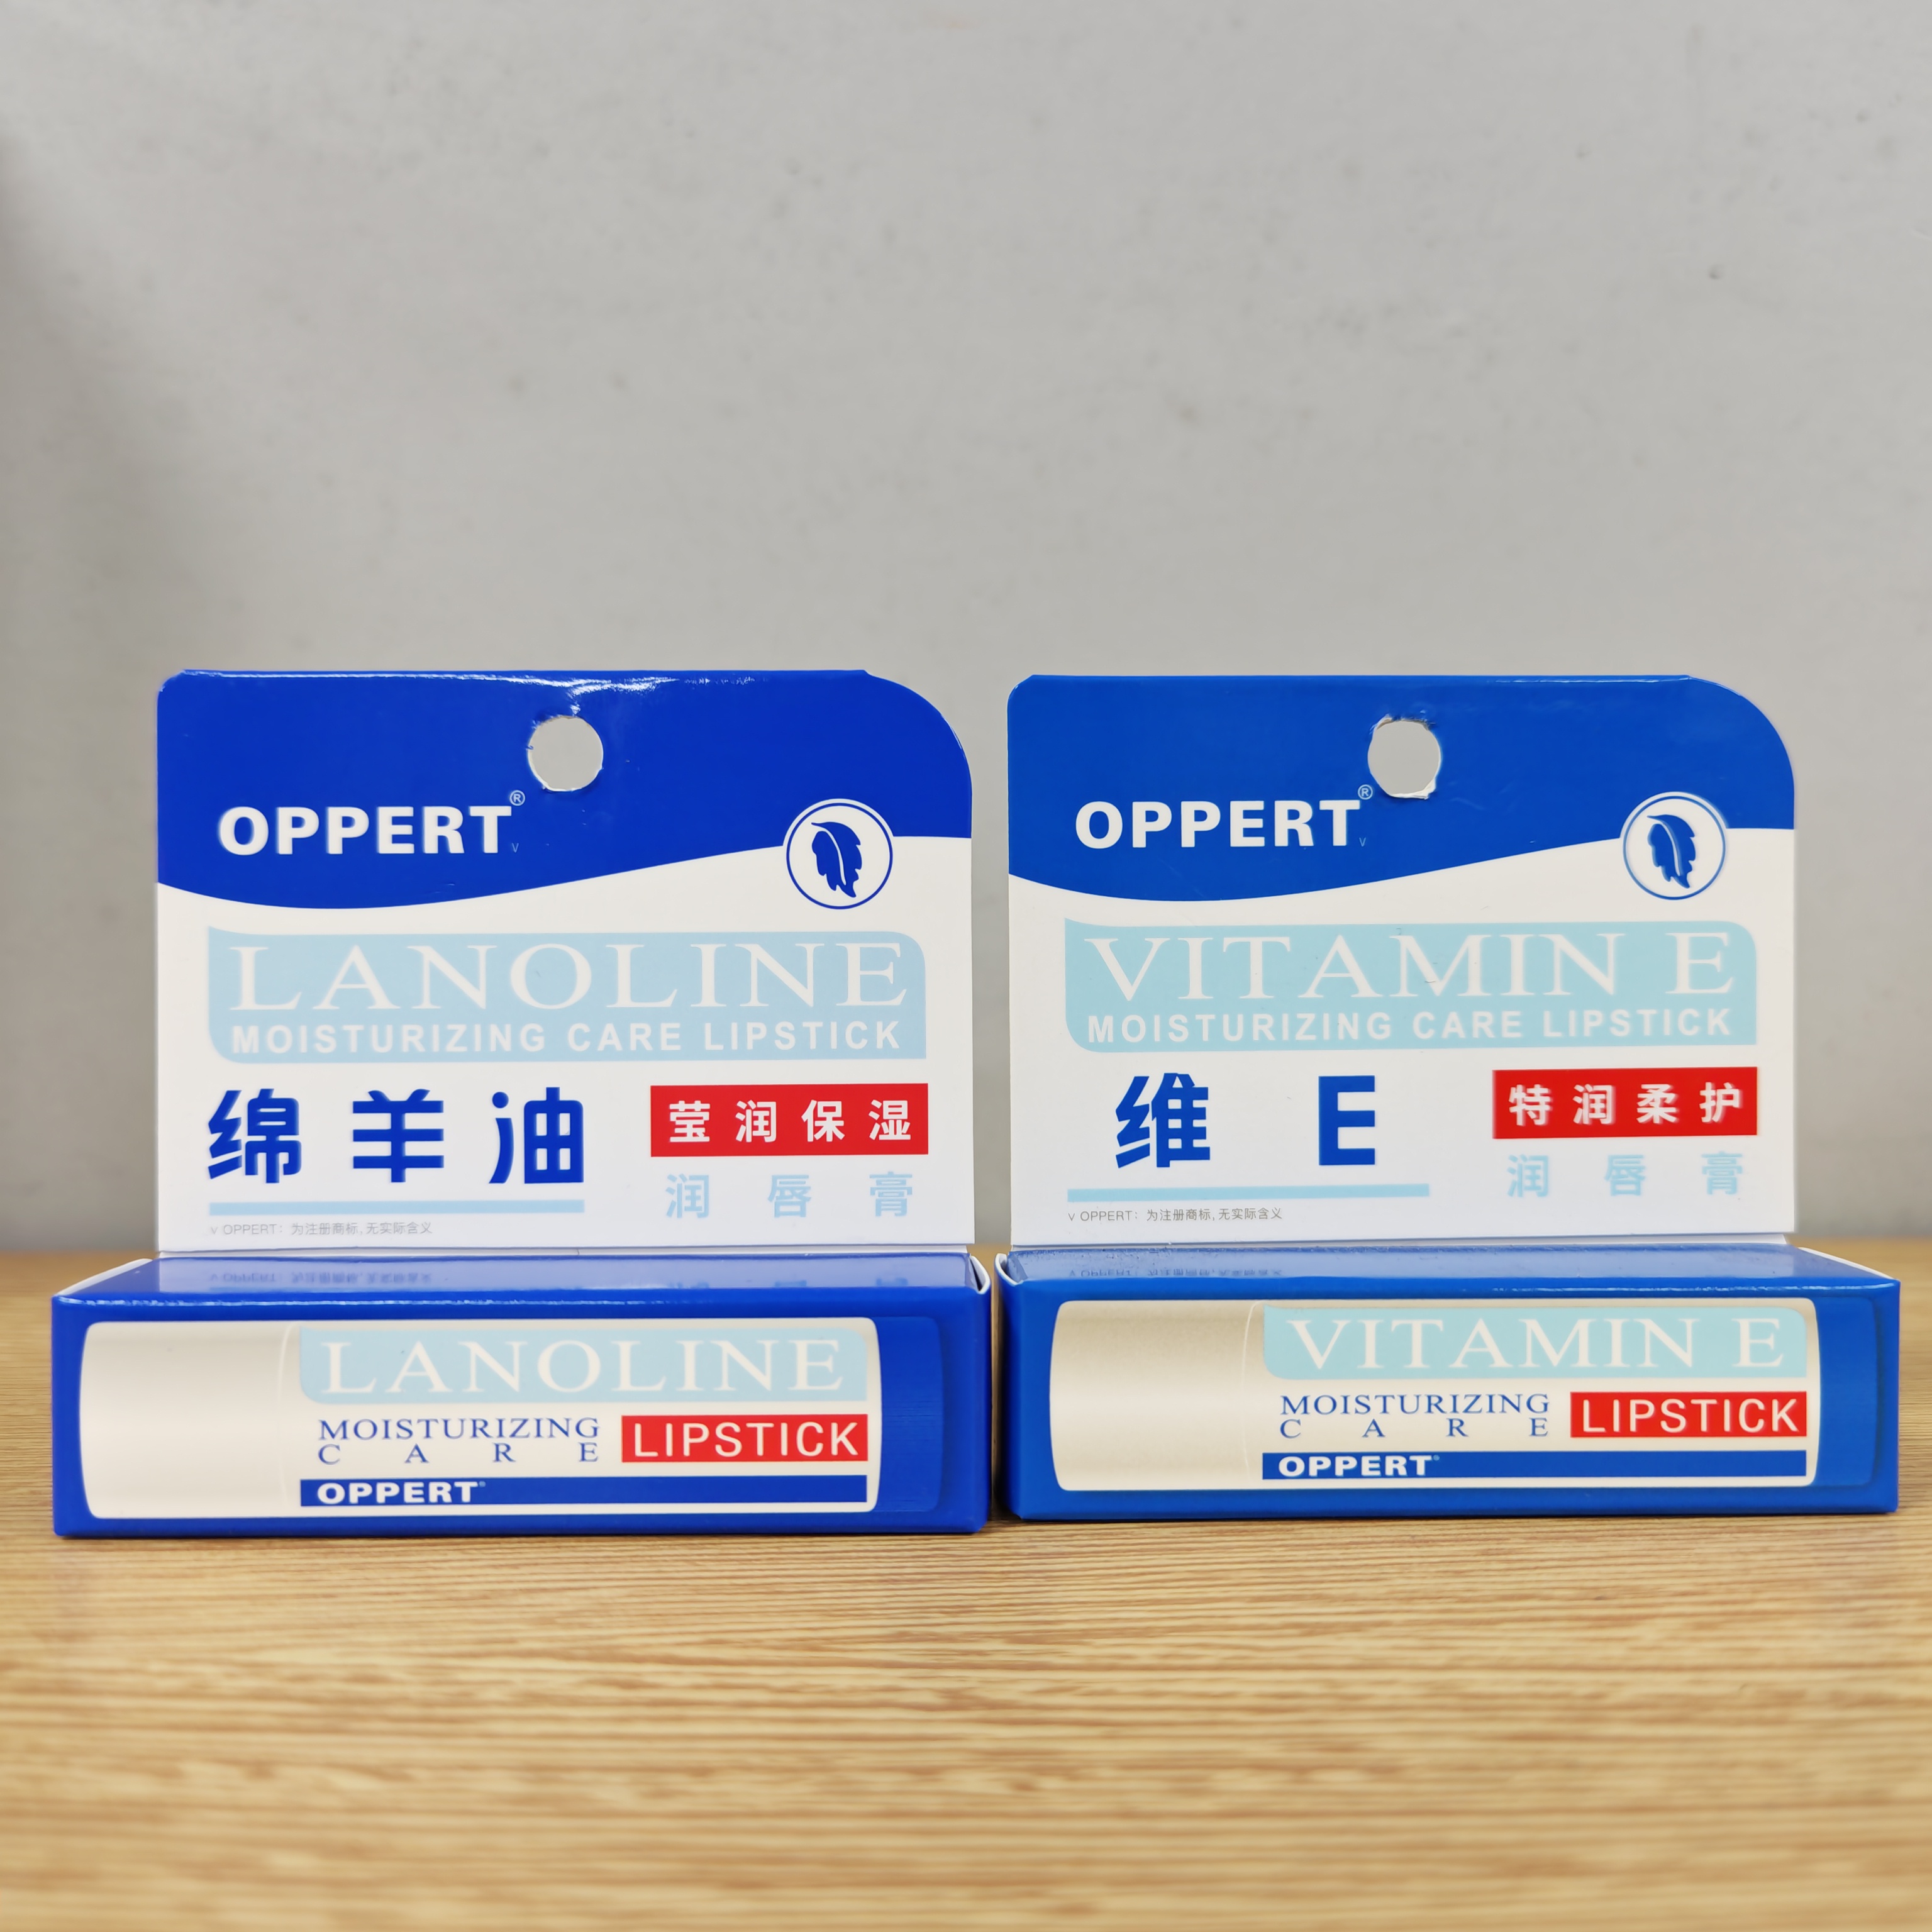 OPPERT®
v
LANOLINE
MOISTURIZING CARE LIPSTICK
绵羊油
莹润保湿
润唇膏
v OPPERT：为注册商标,无实际含义
LANOLINE
MOISTURIZING
CARE
LIPSTICK
OPPERT®
OPPERT®
v
VITAMIN E
MOISTURIZING CARE LIPSTICK
维E
特润柔护
润唇膏
v OPPERT：为注册商标,无实际含义
VITAMIN E
MOISTURIZING
CARE
LIPSTICK
OPPERT®